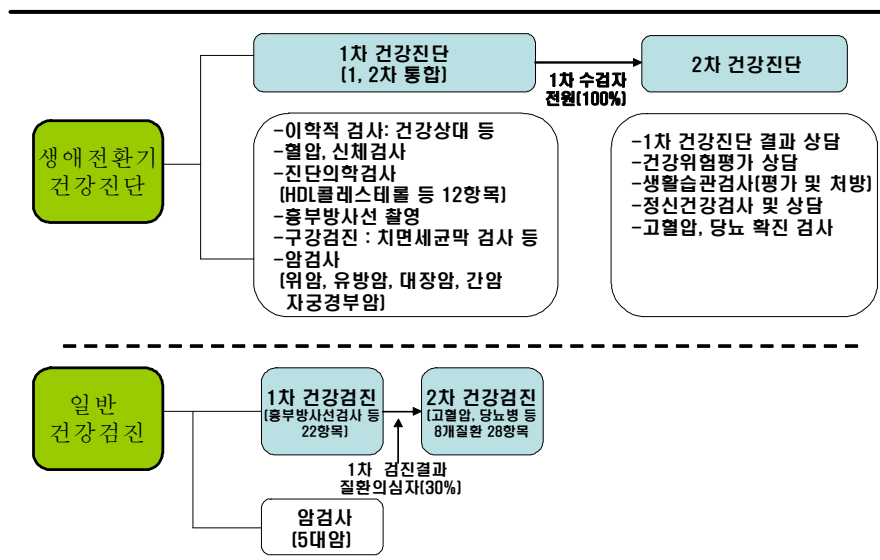 생애전환기
건강진단
1차 건강진단
(1, 2차 통합)
1차 수검자
전원(100%)
2차 건강진단
-이학적 검사: 건강상대 등
-혈압, 신체검사
-진단의학검사
(HDL콜레스테롤 등 12항목)
-흉부방사선 촬영
-구강검진 : 치면세균막 검사 등
-암검사
(위암, 유방암, 대장암, 간암
자궁경부암)
-1차 건강진단 결과 상담
-건강위험평가 상담
-생활습관검사(평가 및 처방)
-정신건강검사 및 상담
-고혈압, 당뇨 확진 검사
일반
건강검진
1차 건강검진
(흉부방사선검사 등
22항목)
2차 건강검진
(고혈압, 당뇨병 등
8개질환 28항목
1차 검진결과
질환의심자(30%)
암검사
(5대암)